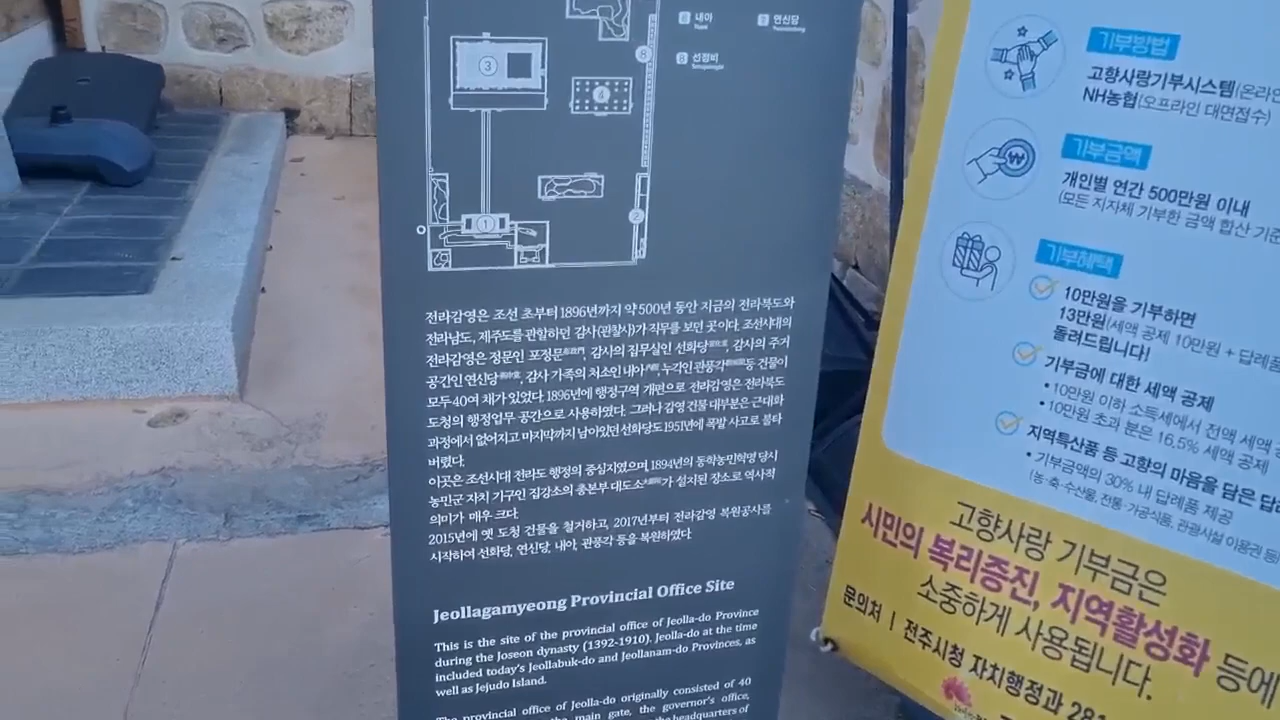 6 내아
7 연신당
8 선정비
3
8
4
2
1
전라감영은 조선 초부터 1896년까지 약 500년 동안 지금의 전라북도와
전라남도, 제주도를 관할하던 감사(관찰사)가 직무를 보던 곳이다. 조선시대의
전라감영은 정문인 포정문, 감사의 집무실인 선화당, 감사의 주거
공간인 연신당, 감사 가족의 처소인 내아, 누각인 관풍각 등 건물이
모두 40여 채가 있었다. 1896년에 행정구역 개편으로 전라감영은 전라북도
도청의 행정업무 공간으로 사용하였다. 그러나 감영 건물 대부분은 근대화
과정에서 없어지고 마지막까지 남아있던 선화당도 1951년에 폭발 사고로 불타
버렸다.
이곳은 조선시대 전라도 행정의 중심지였으며, 1894년의 동학농민혁명 당시
농민군 자치 기구인 집강소의 총본부 대도소가 설치된 장소로 역사적
의미가 매우 크다.
2015년에 옛 도청 건물을 철거하고, 2017년부터 전라감영 복원공사를
시작하여 선화당, 연신당, 내아, 관풍각 등을 복원하였다.
Jeollagamyeong Provincial Office Site
This is the site of the provincial office of Jeolla-do Province
during the Joseon dynasty (1392-1910). Jeolla-do at the time
included today's Jeollabuk-do and Jeollanam-do Provinces, as
well as Jejudo Island.
The provincial office of Jeolla-do originally consisted of 40
the main gate, the governor's office,
headquarters of
기부방법
고향사랑기부시스템(온라인
NH농협(오프라인 대면접수)
기부금액
개인별 연간 500만원 이내
(모든 지자체 기부한 금액 합산 기준
기부혜택
10만원을 기부하면
13만원(세액 공제 10만원 + 답례품
돌려드립니다!
기부금에 대한 세액 공제
• 10만원 이하 소득세에서 전액 세액
• 10만원 초과 분은 16.5% 세액 공제
지역특산품 등 고향의 마음을 담은 답
• 기부금액의 30% 내 답례품 제공
(농·축·수산물, 전통·가공식품, 관광시설 이용권 등
고향사랑 기부금은
시민의 복리증진, 지역활성화 등에
소중하게 사용됩니다.
문의처 | 전주시청 자치행정과 281